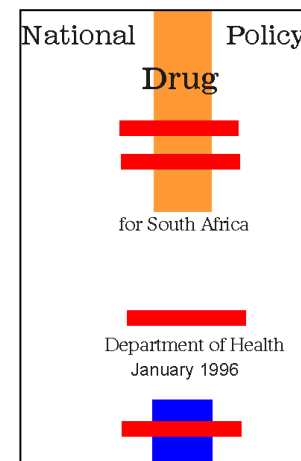 National Policy
Drug
for South Africa
Department of Health
January 1996